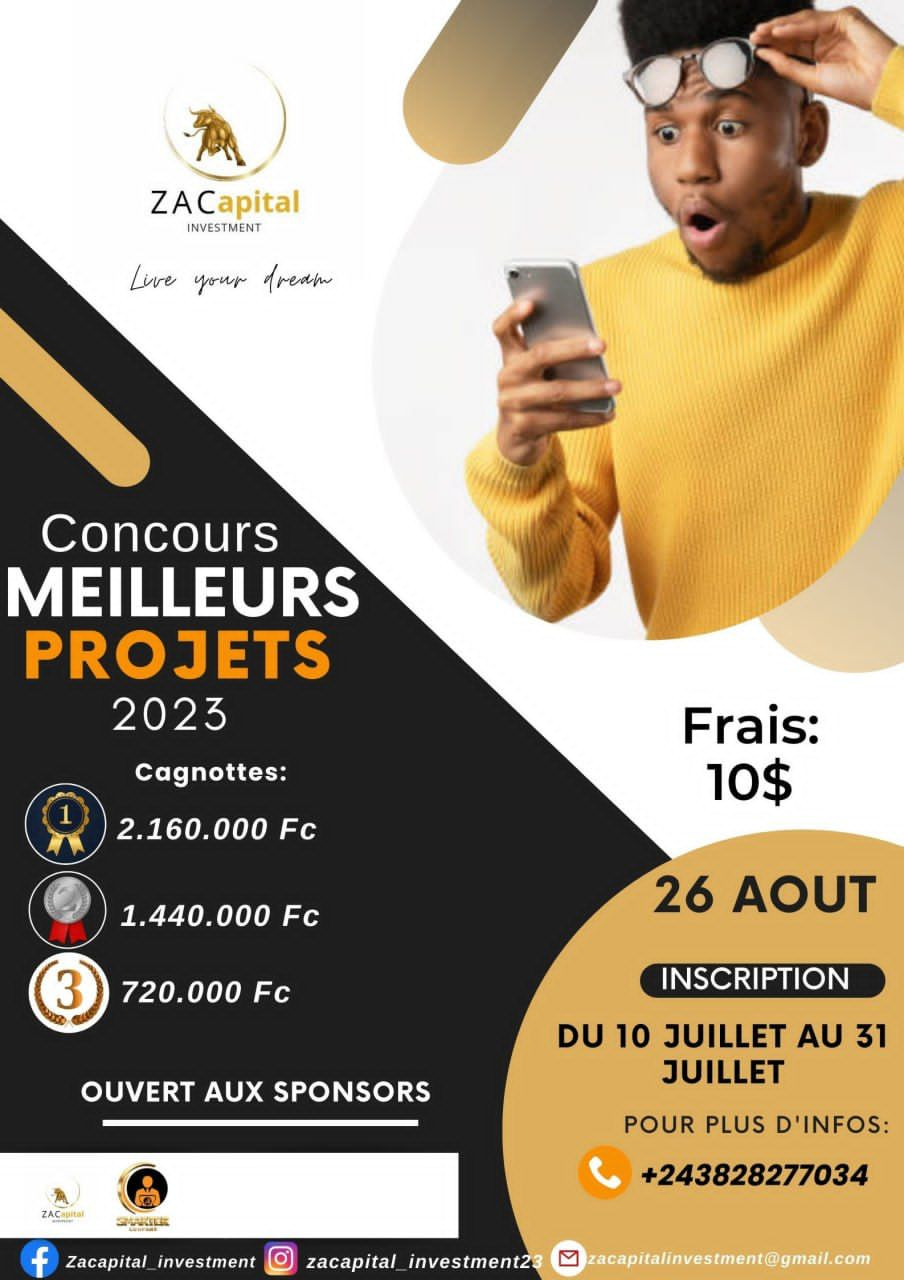 ZACapital
INVESTMENT
Live your dream
Concours
MEILLEURS
PROJETS
2023
Cagnottes:
1
2.160.000 Fc
2
1.440.000 Fc
3
720.000 Fc
OUVERT AUX SPONSORS
Frais:
10$
26 AOUT
INSCRIPTION
DU 10 JUILLET AU 31
JUILLET
POUR PLUS D'INFOS:
+243828277034
ZACapital
INVESTMENT
Zacapital_investment
zacapital_investment23
zacapitalinvestment@gmail.com